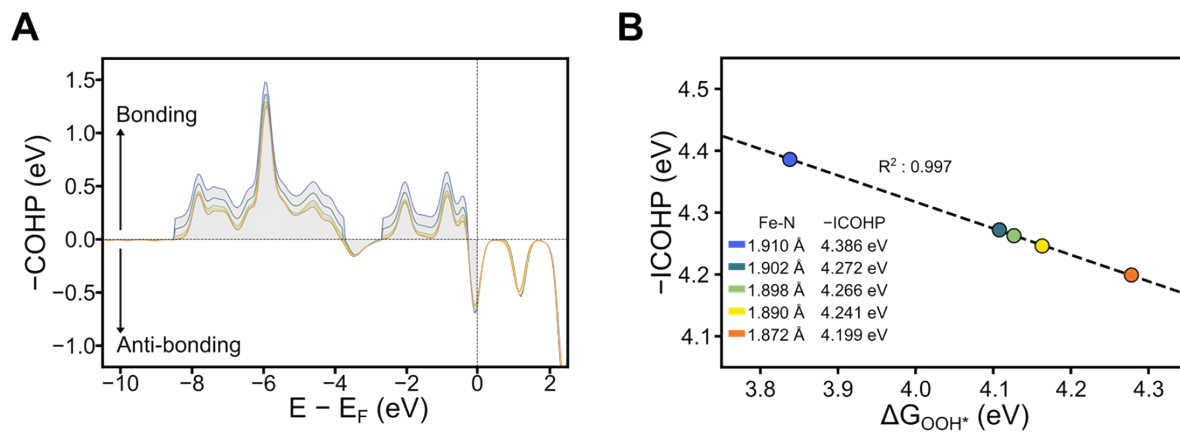 A
B
−COHP (eV)
1.5
1.0
0.5
0.0
−0.5
−1.0
Bonding
Anti-bonding
−10
−8
−6
−4
−2
0
2
E − E_F (eV)
−ICOHP (eV)
4.5
4.4
4.3
4.2
4.1
R² : 0.997
Fe-N −ICOHP
1.910 Å 4.386 eV
1.902 Å 4.272 eV
1.898 Å 4.266 eV
1.890 Å 4.241 eV
1.872 Å 4.199 eV
3.8
3.9
4.0
4.1
4.2
4.3
ΔG_OOH* (eV)